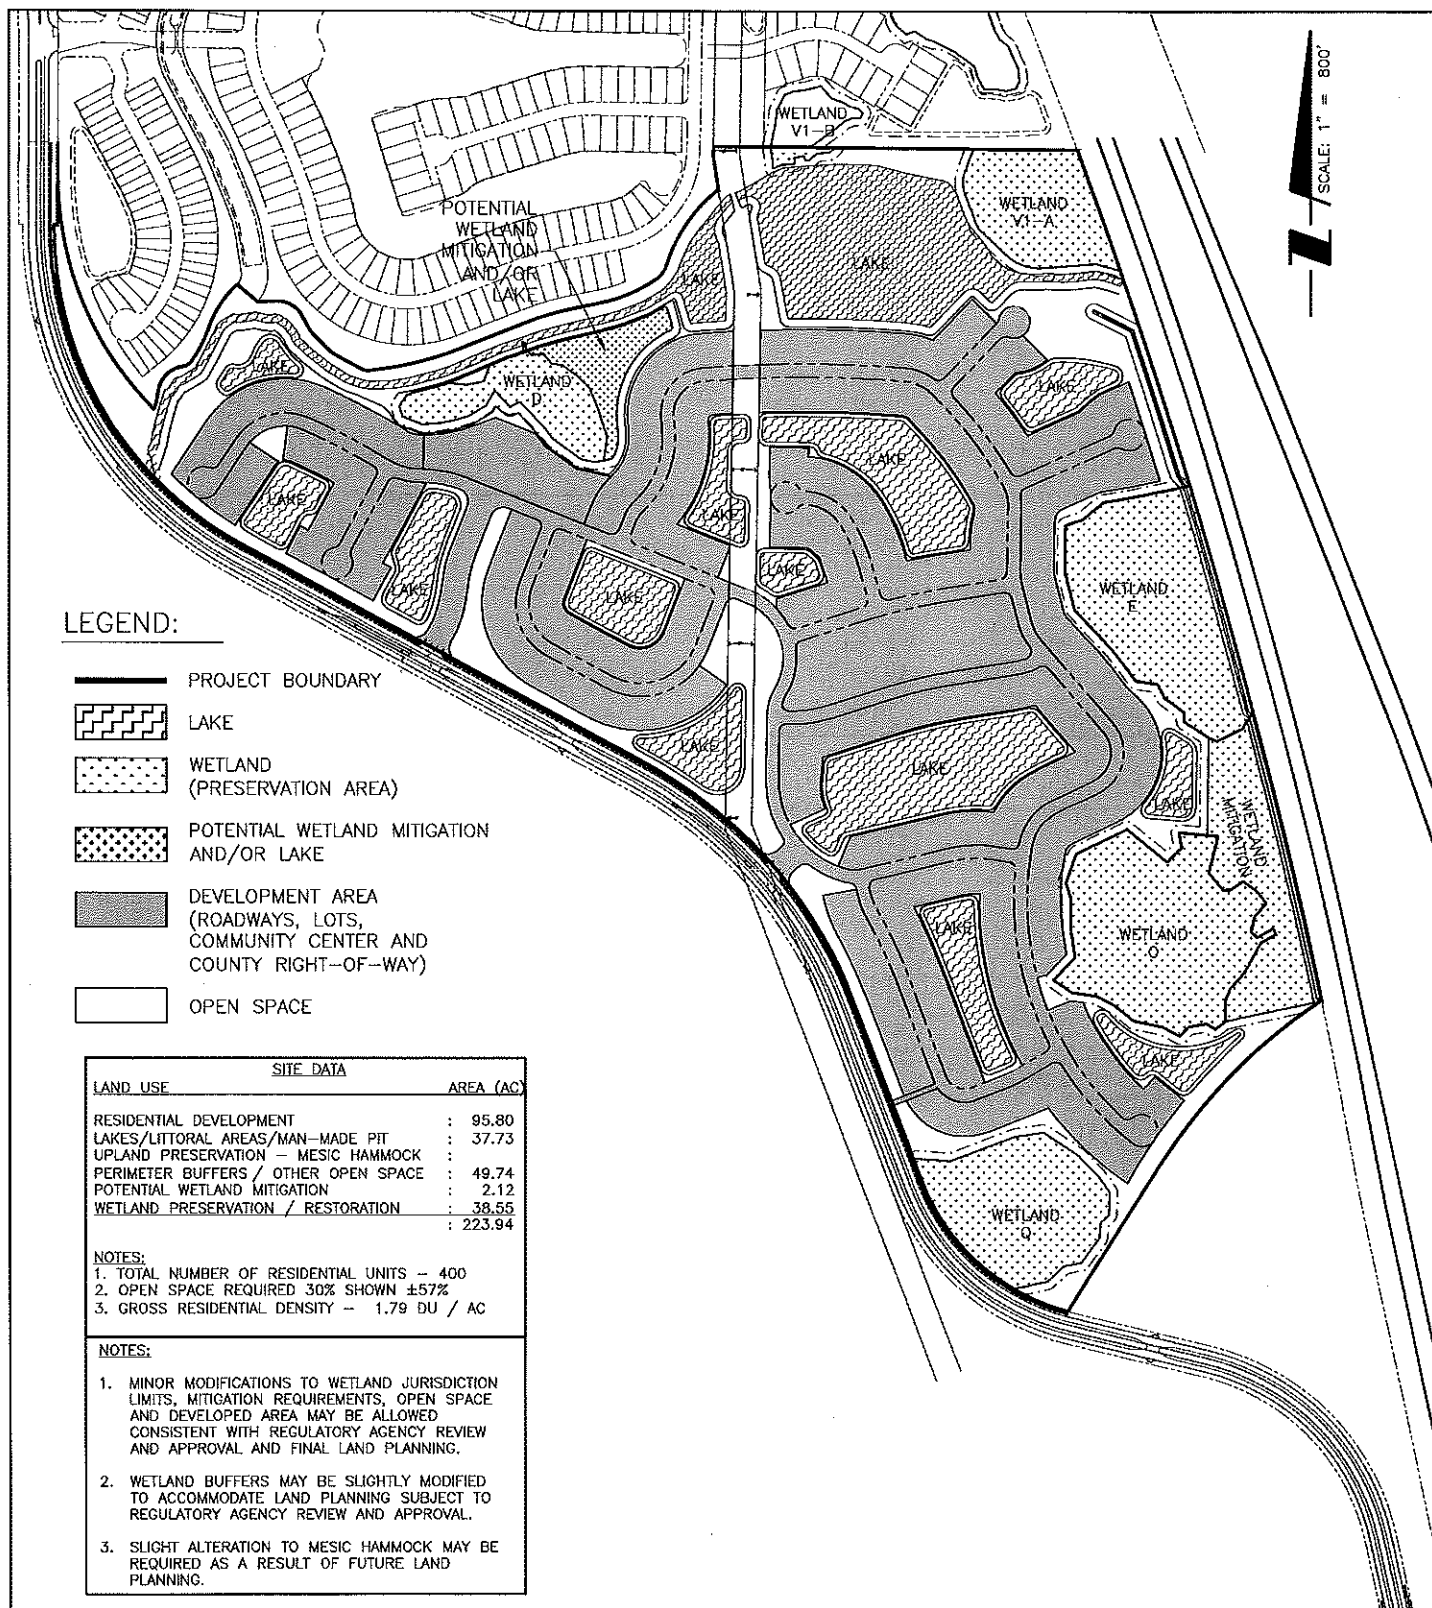 WETLAND
V1-B
SCALE: 1" = 800'
WETLAND
V1-A
POTENTIAL
WETLAND
MITIGATION
AND/OR
LAKE
LAKE
LAKE
LAKE
WETLAND
D
LAKE
LAKE
LAKE
LAKE
LAKE
LAKE
LAKE
LAKE
WETLAND
E
LAKE
LAKE
LAKE
WETLAND
MITIGATION
LAKE
WETLAND
O
LAKE
WETLAND
Q
LEGEND:
PROJECT BOUNDARY
LAKE
WETLAND
(PRESERVATION AREA)
POTENTIAL WETLAND MITIGATION
AND/OR LAKE
DEVELOPMENT AREA
(ROADWAYS, LOTS,
COMMUNITY CENTER AND
COUNTY RIGHT-OF-WAY)
OPEN SPACE
SITE DATA
LAND USE AREA (AC)
RESIDENTIAL DEVELOPMENT : 95.80
LAKES/LITTORAL AREAS/MAN-MADE PIT : 37.73
UPLAND PRESERVATION - MESIC HAMMOCK :
PERIMETER BUFFERS / OTHER OPEN SPACE : 49.74
POTENTIAL WETLAND MITIGATION : 2.12
WETLAND PRESERVATION / RESTORATION : 38.55
: 223.94
NOTES:
1. TOTAL NUMBER OF RESIDENTIAL UNITS - 400
2. OPEN SPACE REQUIRED 30% SHOWN ±57%
3. GROSS RESIDENTIAL DENSITY - 1.79 DU / AC
NOTES:
1. MINOR MODIFICATIONS TO WETLAND JURISDICTION
LIMITS, MITIGATION REQUIREMENTS, OPEN SPACE
AND DEVELOPED AREA MAY BE ALLOWED
CONSISTENT WITH REGULATORY AGENCY REVIEW
AND APPROVAL AND FINAL LAND PLANNING.
2. WETLAND BUFFERS MAY BE SLIGHTLY MODIFIED
TO ACCOMMODATE LAND PLANNING SUBJECT TO
REGULATORY AGENCY REVIEW AND APPROVAL.
3. SLIGHT ALTERATION TO MESIC HAMMOCK MAY BE
REQUIRED AS A RESULT OF FUTURE LAND
PLANNING.